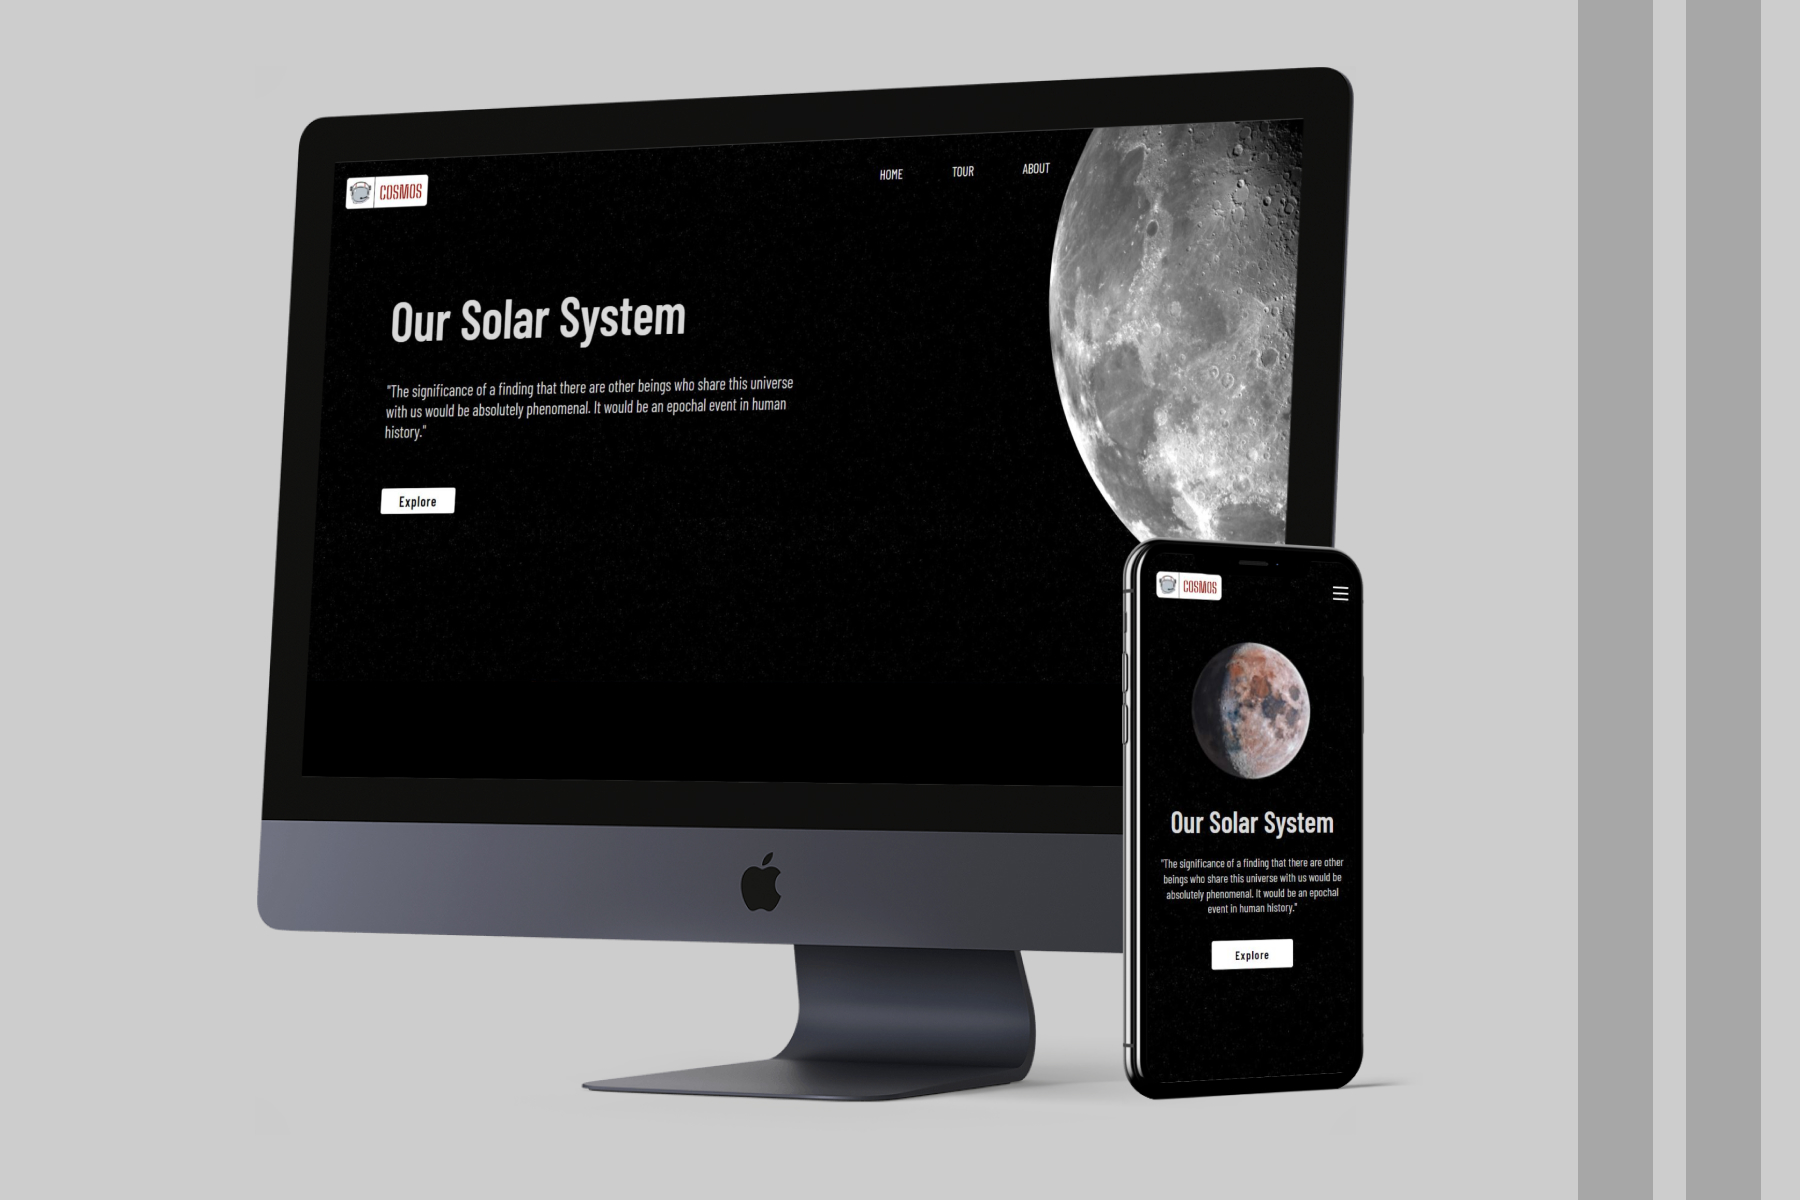 COSMOS
HOME TOUR ABOUT
Our Solar System
"The significance of a finding that there are other beings who share this universe
with us would be absolutely phenomenal. It would be an epochal event in human
history."
Explore
COSMOS
Our Solar System
"The significance of a finding that there are other
beings who share this universe with us would be
absolutely phenomenal. It would be an epochal
event in human history."
Explore